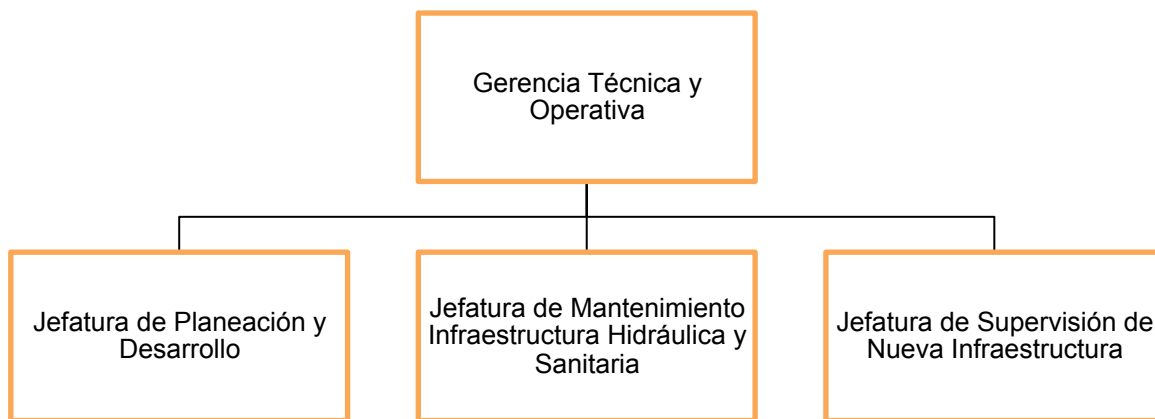 Gerencia Técnica y
Operativa
Jefatura de Planeación y
Desarrollo
Jefatura de Mantenimiento
Infraestructura Hidráulica y
Sanitaria
Jefatura de Supervisión de
Nueva Infraestructura